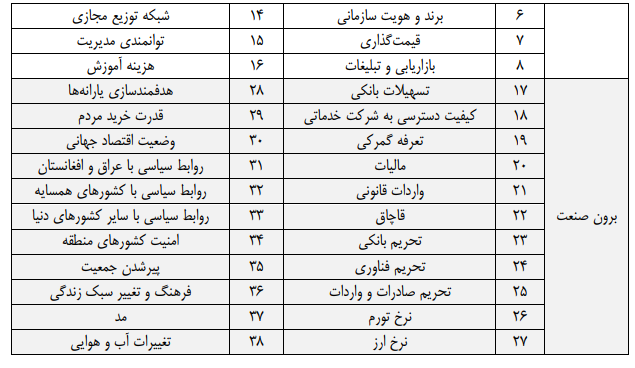 ۶ برند و هویت سازمانی ۱۴ شبکه توزیع مجازی
۷ قیمت‌گذاری ۱۵ توانمندی مدیریت
۸ بازاریابی و تبلیغات ۱۶ هزینه آموزش
برون صنعت
۱۷ تسهیلات بانکی ۲۸ هدفمندسازی یارانه‌ها
۱۸ کیفیت دسترسی به شرکت خدماتی ۲۹ قدرت خرید مردم
۱۹ تعرفه گمرکی ۳۰ وضعیت اقتصاد جهانی
۲۰ مالیات ۳۱ روابط سیاسی با عراق و افغانستان
۲۱ واردات قانونی ۳۲ روابط سیاسی با کشورهای همسایه
۲۲ قاچاق ۳۳ روابط سیاسی با سایر کشورهای دنیا
۲۳ تحریم بانکی ۳۴ امنیت کشورهای منطقه
۲۴ تحریم فناوری ۳۵ پیرشدن جمعیت
۲۵ تحریم صادرات و واردات ۳۶ فرهنگ و تغییر سبک زندگی
۲۶ نرخ تورم ۳۷ مد
۲۷ نرخ ارز ۳۸ تغییرات آب و هوایی